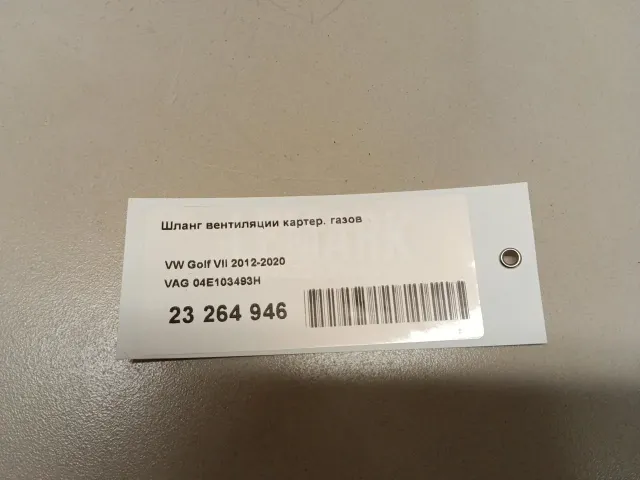 Шланг вентиляции картер. газов
VW Golf VII 2012-2020
VAG 04E103493H
23 264 946